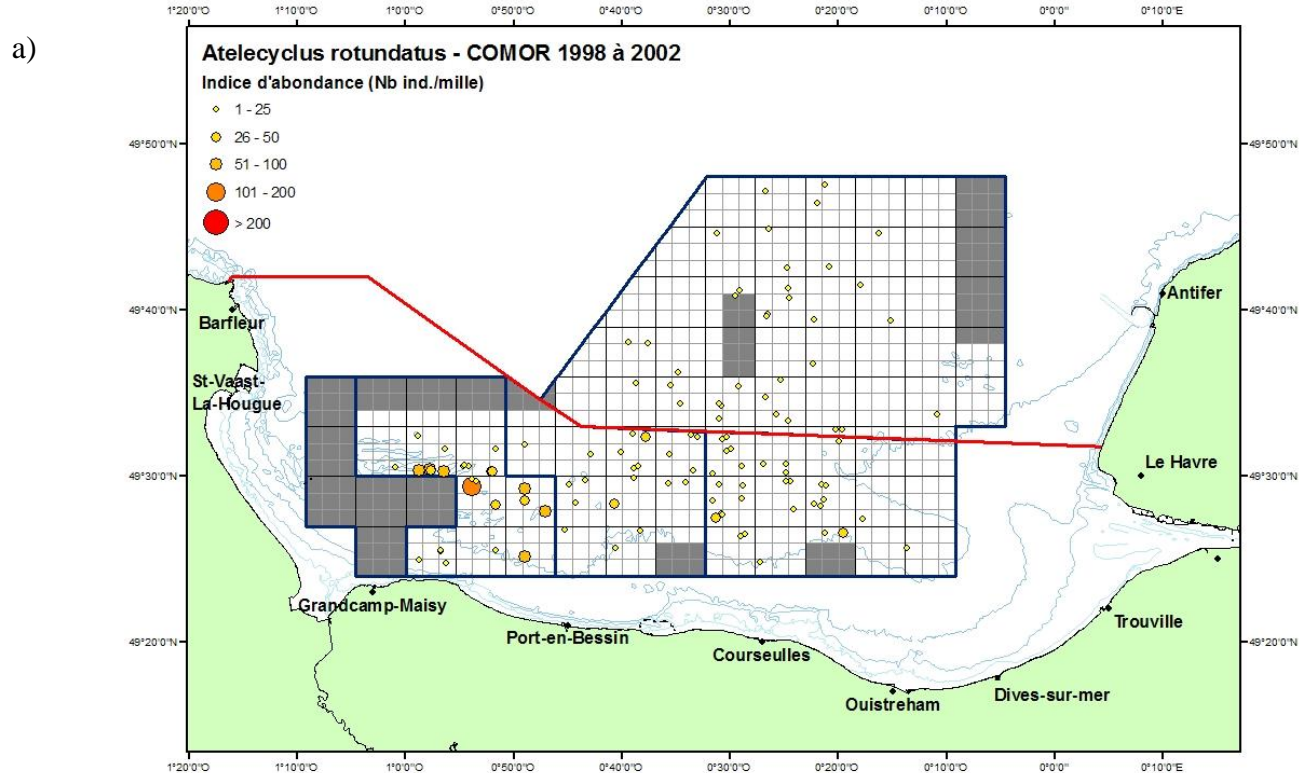 a)
1°20'0"O 1°10'0"O 1°0'0"O 0°50'0"O 0°40'0"O 0°30'0"O 0°20'0"O 0°10'0"O 0°0'0" 0°10'0"E
Atelecyclus rotundatus - COMOR 1998 à 2002
Indice d'abondance (Nb ind./mille)
1 - 25
26 - 50
51 - 100
101 - 200
> 200
49°50'0"N 49°50'0"N
49°40'0"N 49°40'0"N
Antifer
Barfleur
St-Vaast-
La-Hougue
49°30'0"N 49°30'0"N
Le Havre
Grandcamp-Maisy
Trouville
Port-en-Bessin
49°20'0"N 49°20'0"N
Courseulles
Dives-sur-mer
Ouistreham
1°20'0"O 1°10'0"O 1°0'0"O 0°50'0"O 0°40'0"O 0°30'0"O 0°20'0"O 0°10'0"O 0°0'0" 0°10'0"E